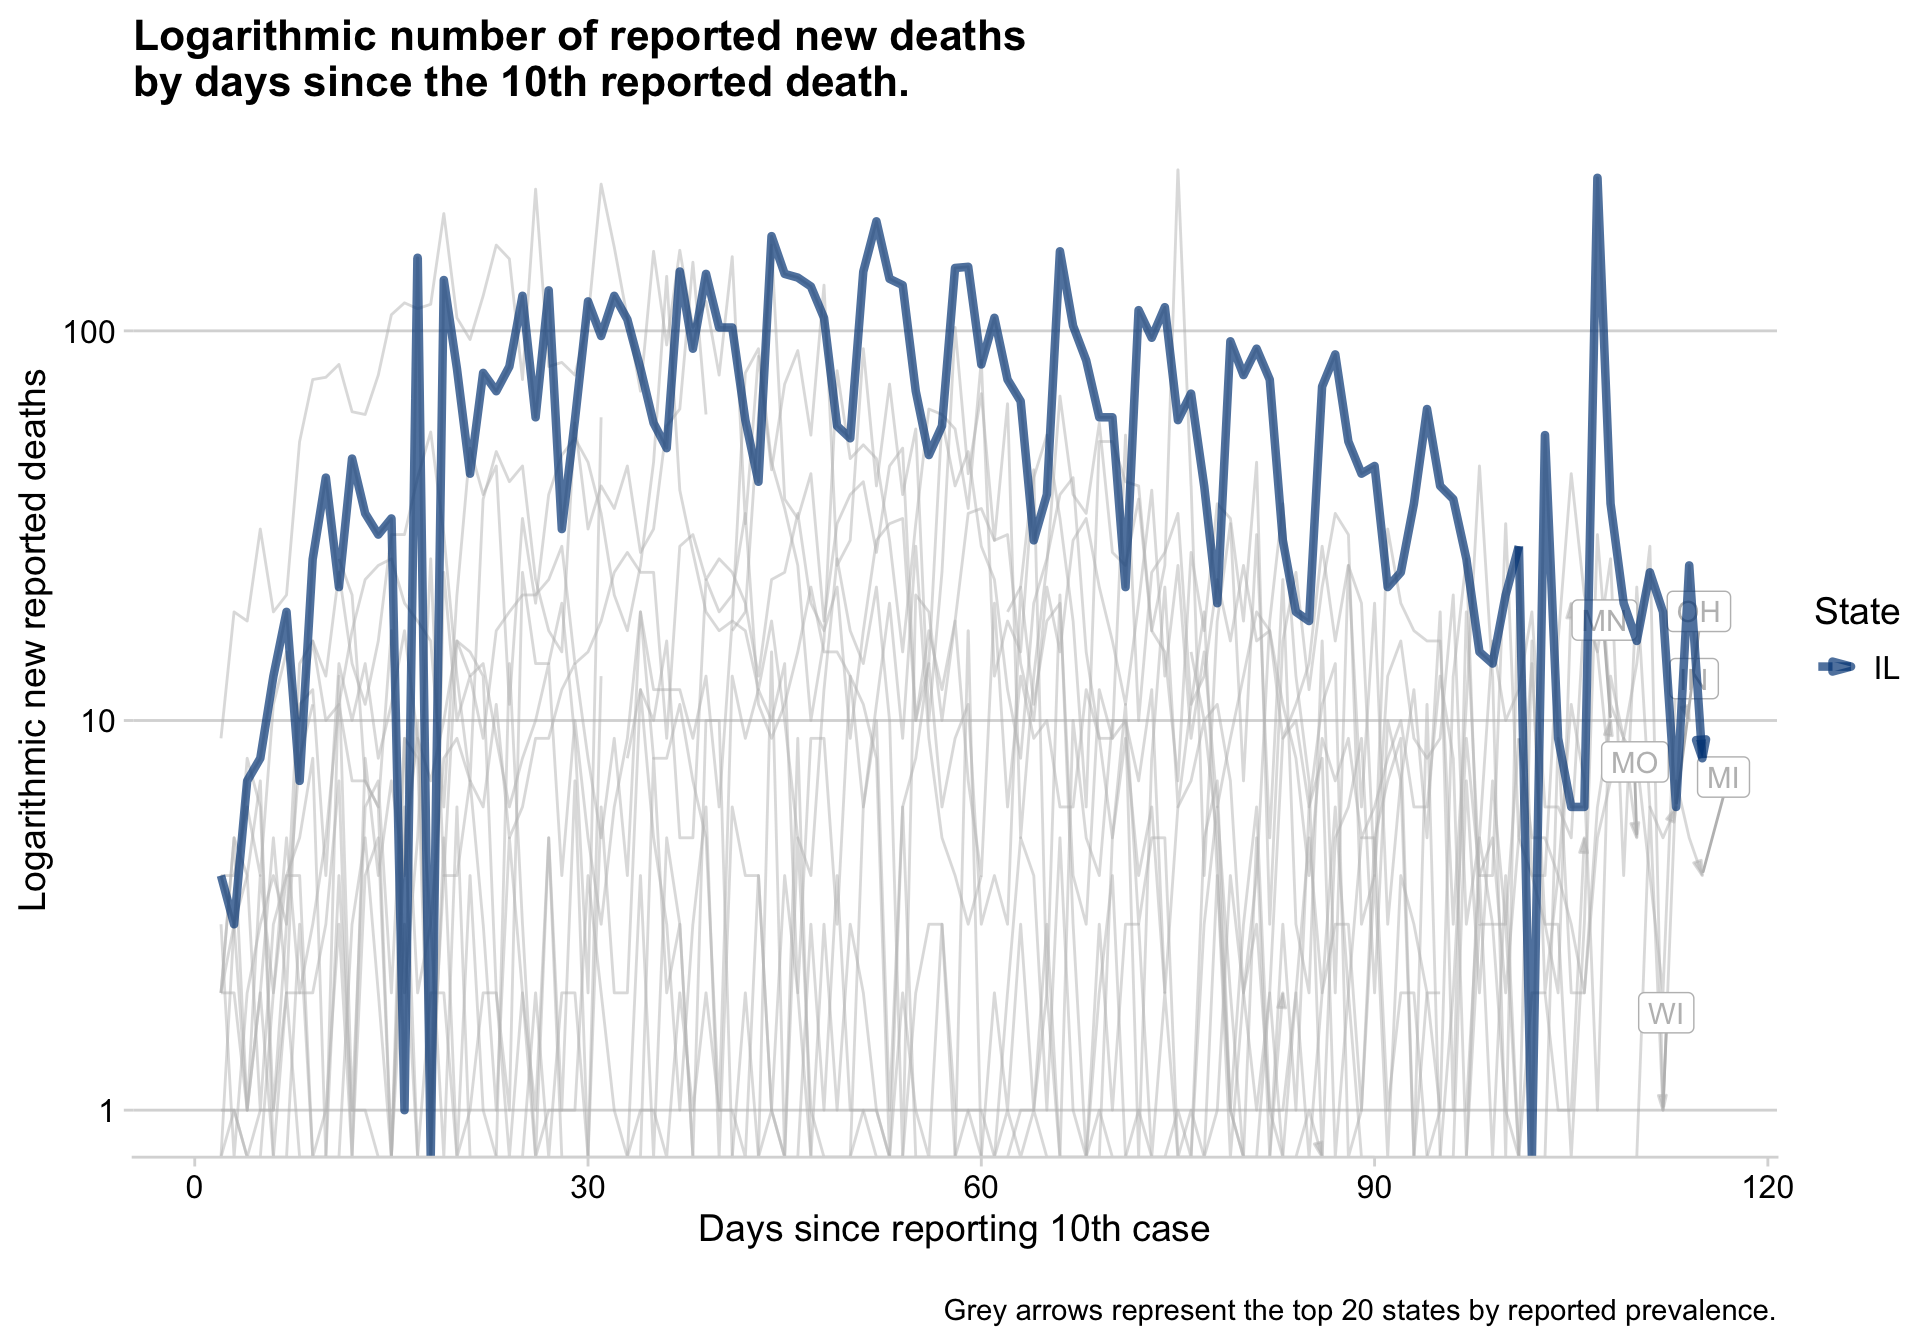 Logarithmic number of reported new deaths
by days since the 10th reported death.
Logarithmic new reported deaths
100
10
1
MN
OH
IN
MO
MI
WI
State
IL
0
30
60
90
120
Days since reporting 10th case
Grey arrows represent the top 20 states by reported prevalence.